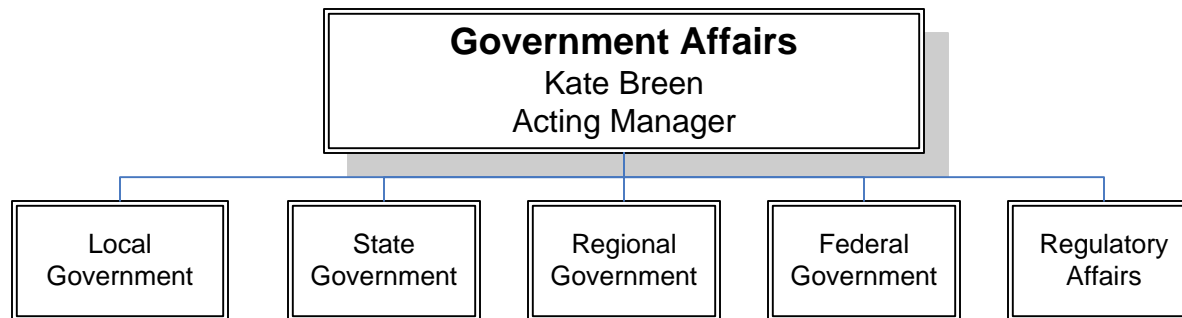 Government Affairs
Kate Breen
Acting Manager
Local
Government
State
Government
Regional
Government
Federal
Government
Regulatory
Affairs